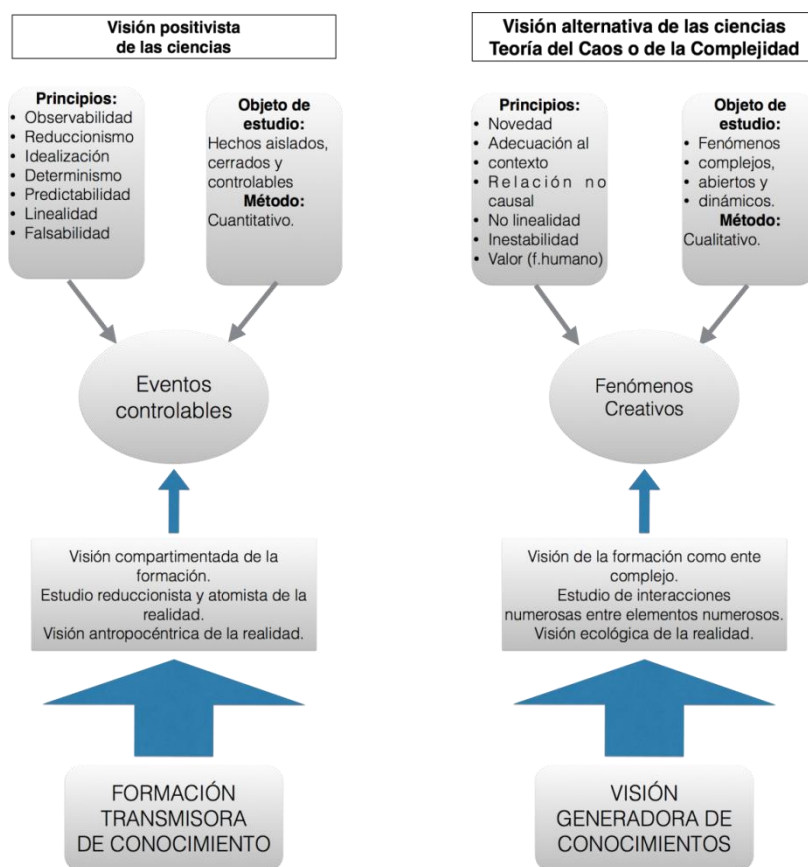 Visión positivista
de las ciencias
Principios:
• Observabilidad
• Reduccionismo
• Idealización
• Determinismo
• Predictabilidad
• Linealidad
• Falsabilidad
Objeto de
estudio:
Hechos aislados,
cerrados y
controlables
Método:
Cuantitativo.
Eventos
controlables
Visión compartimentada de la
formación.
Estudio reduccionista y atomista de la
realidad.
Visión antropocéntrica de la realidad.
FORMACIÓN
TRANSMISORA
DE CONOCIMIENTO
Visión alternativa de las ciencias
Teoría del Caos o de la Complejidad
Principios:
• Novedad
• Adecuación al
contexto
• Relación no
causal
• No linealidad
• Inestabilidad
• Valor (f.humano)
Objeto de
estudio:
• Fenómenos
• complejos,
• abiertos y
• dinámicos.
Método:
Cualitativo.
Fenómenos
Creativos
Visión de la formación como ente
complejo.
Estudio de interacciones
numerosas entre elementos numerosos.
Visión ecológica de la realidad.
VISIÓN
GENERADORA DE
CONOCIMIENTOS